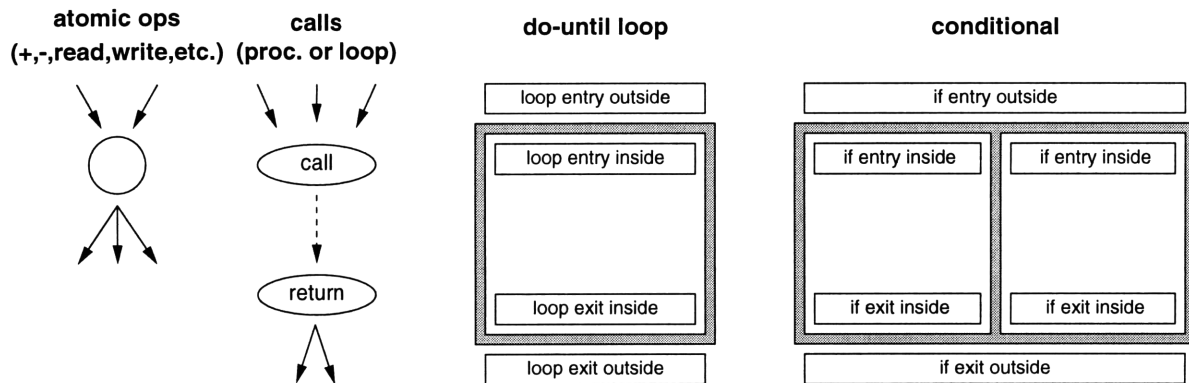 atomic ops
(+,-,read,write,etc.)
calls
(proc. or loop)
do-until loop
conditional
call
return
loop entry outside
loop entry inside
loop exit inside
loop exit outside
if entry outside
if entry inside
if entry inside
if exit inside
if exit inside
if exit outside